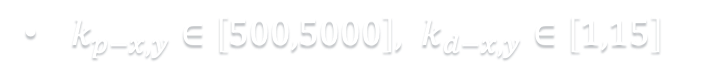 • k_{p−x,y} ∈ [500,5000], k_{d−x,y} ∈ [1,15]